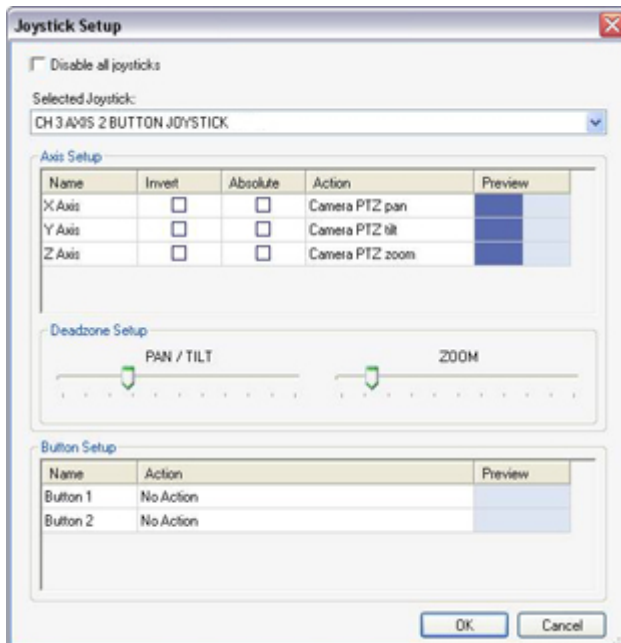 Joystick Setup
Disable all joysticks
Selected Joystick:
CH 3 AXIS 2 BUTTON JOYSTICK
Axis Setup
Name Invert Absolute Action Preview
X Axis Camera PTZ pan
Y Axis Camera PTZ tilt
Z Axis Camera PTZ zoom
Deadzone Setup
PAN / TILT ZOOM
Button Setup
Name Action Preview
Button 1 No Action
Button 2 No Action
OK Cancel